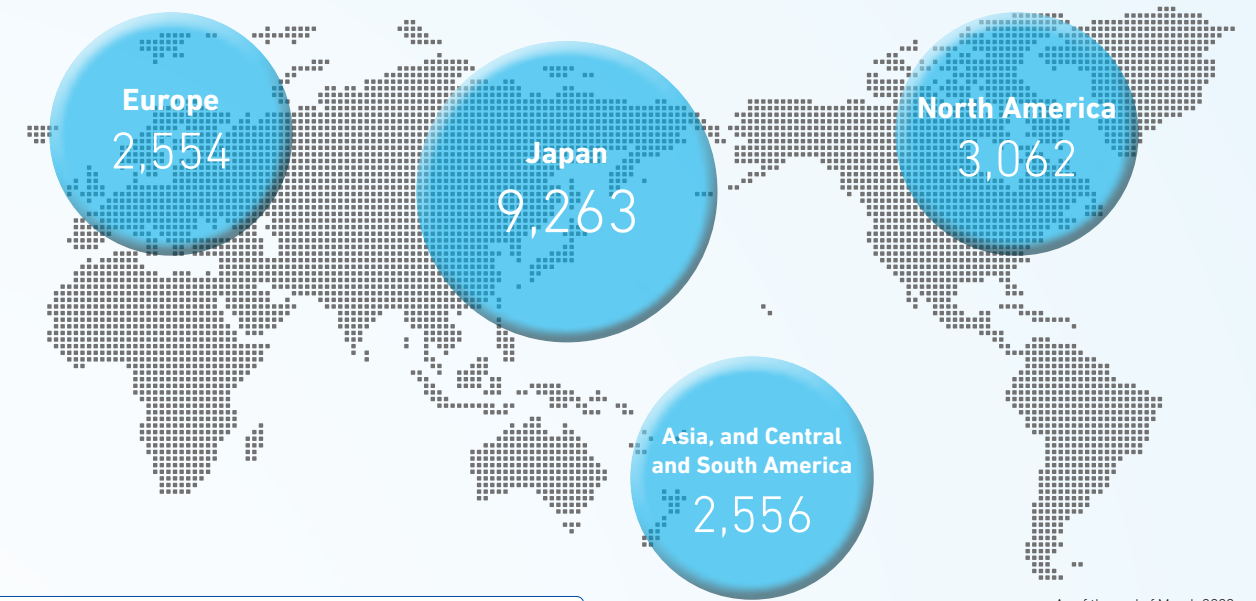 Europe
2,554
Japan
9,263
North America
3,062
Asia, and Central
and South America
2,556